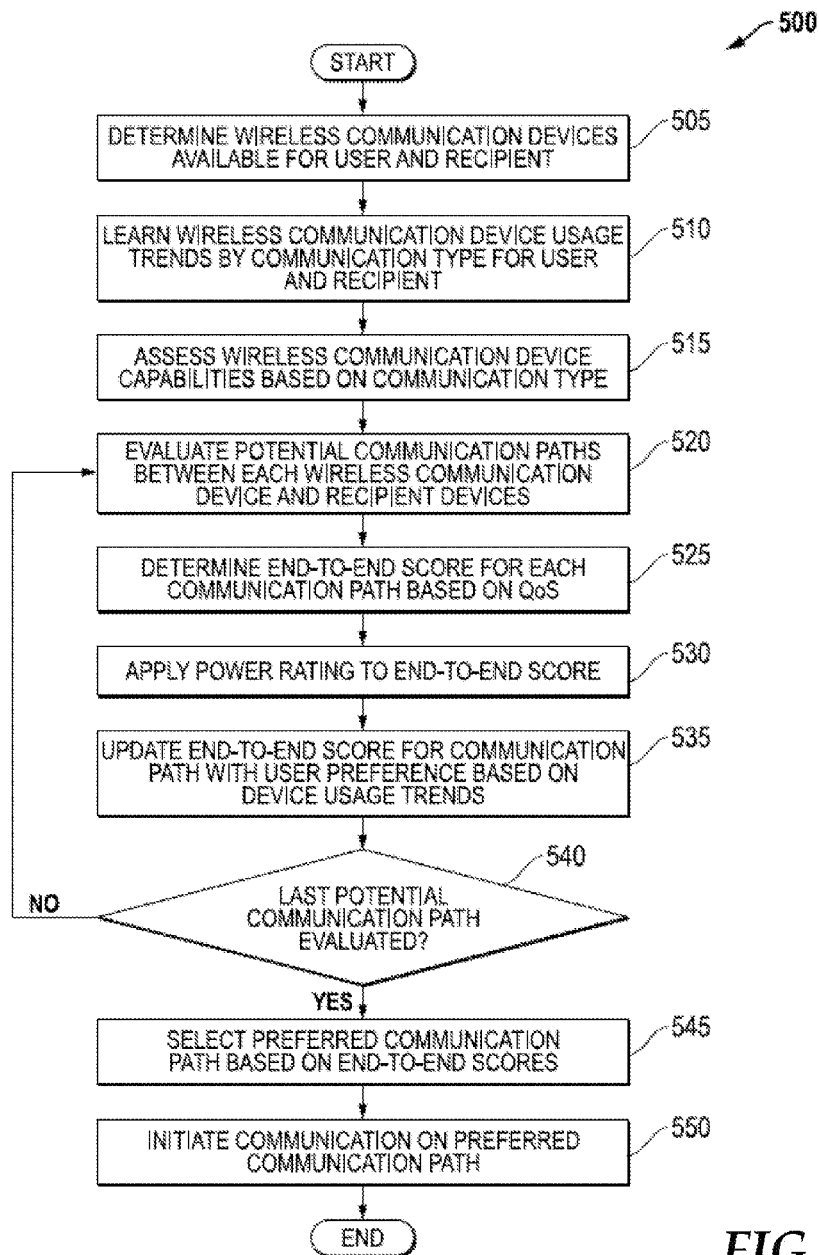 500
START
DETERMINE WIRELESS COMMUNICATION DEVICES
AVAILABLE FOR USER AND RECIPIENT
505
LEARN WIRELESS COMMUNICATION DEVICE USAGE
TRENDS BY COMMUNICATION TYPE FOR USER
AND RECIPIENT
510
ASSESS WIRELESS COMMUNICATION DEVICE
CAPABILITIES BASED ON COMMUNICATION TYPE
515
EVALUATE POTENTIAL COMMUNICATION PATHS
BETWEEN EACH WIRELESS COMMUNICATION
DEVICE AND RECIPIENT DEVICES
520
DETERMINE END-TO-END SCORE FOR EACH
COMMUNICATION PATH BASED ON QoS
525
APPLY POWER RATING TO END-TO-END SCORE
530
UPDATE END-TO-END SCORE FOR COMMUNICATION
PATH WITH USER PREFERENCE BASED ON
DEVICE USAGE TRENDS
535
540
LAST POTENTIAL
COMMUNICATION PATH
EVALUATED?
NO
YES
SELECT PREFERRED COMMUNICATION
PATH BASED ON END-TO-END SCORES
545
INITIATE COMMUNICATION ON PREFERRED
COMMUNICATION PATH
550
END
FIG